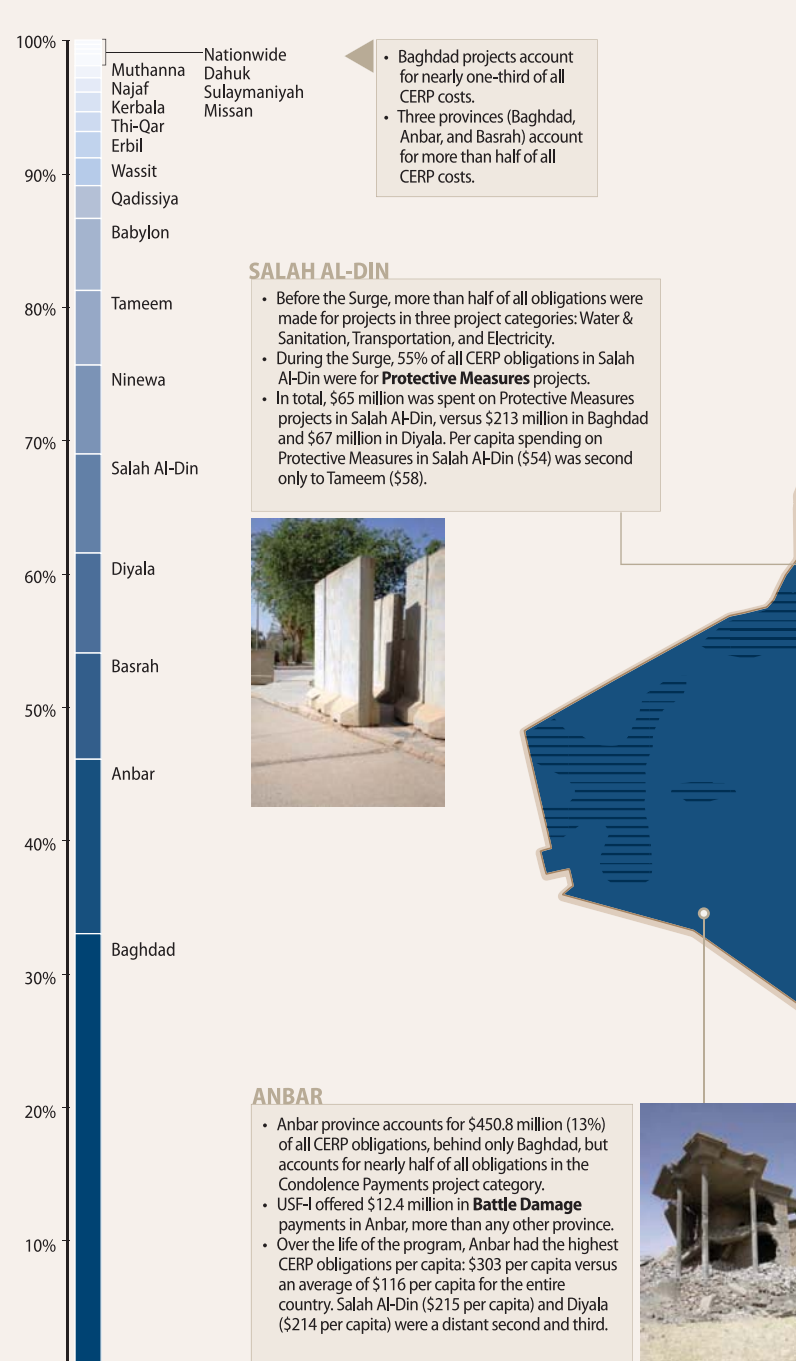 100%
90%
80%
70%
60%
50%
40%
30%
20%
10%
Nationwide
Dahuk
Sulaymaniyah
Missan
Muthanna
Najaf
Kerbala
Thi-Qar
Erbil
Wassit
Qadissiya
Babylon
Tameem
Ninewa
Salah Al-Din
Diyala
Basrah
Anbar
Baghdad
• Baghdad projects account
for nearly one-third of all
CERP costs.
• Three provinces (Baghdad,
Anbar, and Basrah) account
for more than half of all
CERP costs.
SALAH AL-DIN
• Before the Surge, more than half of all obligations were
made for projects in three project categories: Water &
Sanitation, Transportation, and Electricity.
• During the Surge, 55% of all CERP obligations in Salah
Al-Din were for Protective Measures projects.
• In total, $65 million was spent on Protective Measures
projects in Salah Al-Din, versus $213 million in Baghdad
and $67 million in Diyala. Per capita spending on
Protective Measures in Salah Al-Din ($54) was second
only to Tameem ($58).
ANBAR
• Anbar province accounts for $450.8 million (13%)
of all CERP obligations, behind only Baghdad, but
accounts for nearly half of all obligations in the
Condolence Payments project category.
• USF-I offered $12.4 million in Battle Damage
payments in Anbar, more than any other province.
• Over the life of the program, Anbar had the highest
CERP obligations per capita: $303 per capita versus
an average of $116 per capita for the entire
country. Salah Al-Din ($215 per capita) and Diyala
($214 per capita) were a distant second and third.